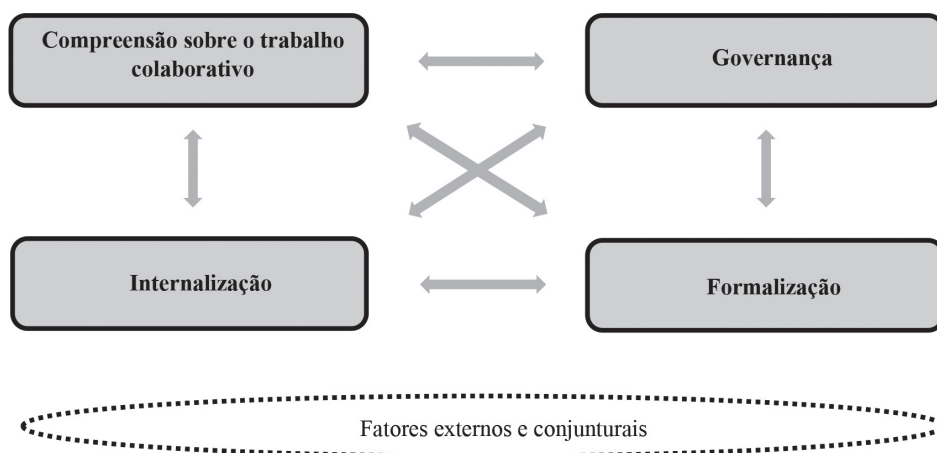 Compreensão sobre o trabalho
colaborativo
Governança
Internalização
Formalização
Fatores externos e conjunturais